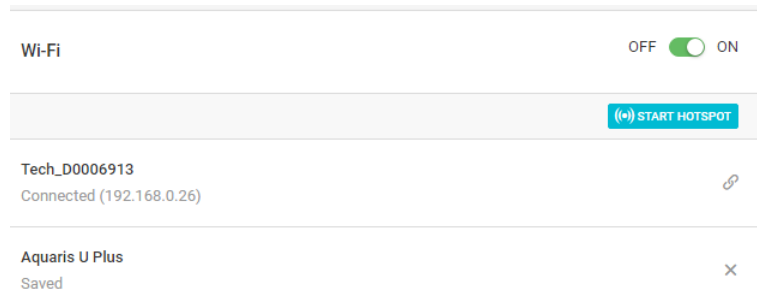 Wi-Fi
OFF ON
START HOTSPOT
Tech_D0006913
Connected (192.168.0.26)
Aquaris U Plus
Saved